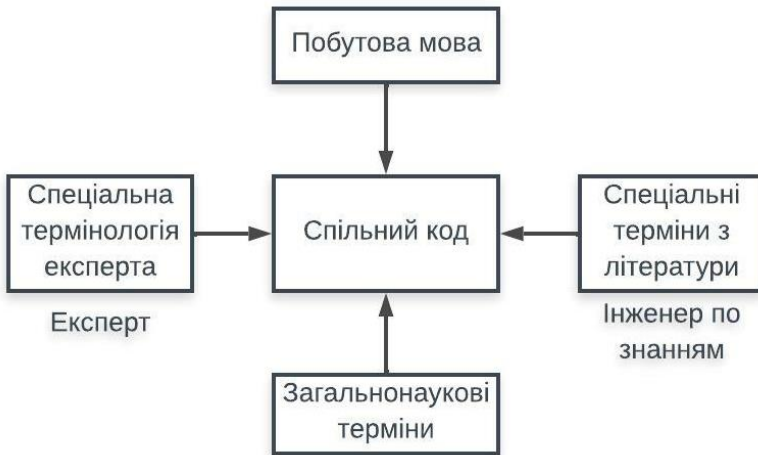 Побутова мова
Спеціальна
термінологія
експерта
Експерт
Спільний код
Спеціальні
терміни з
літератури
Інженер по
знанням
Загальнонаукові
терміни